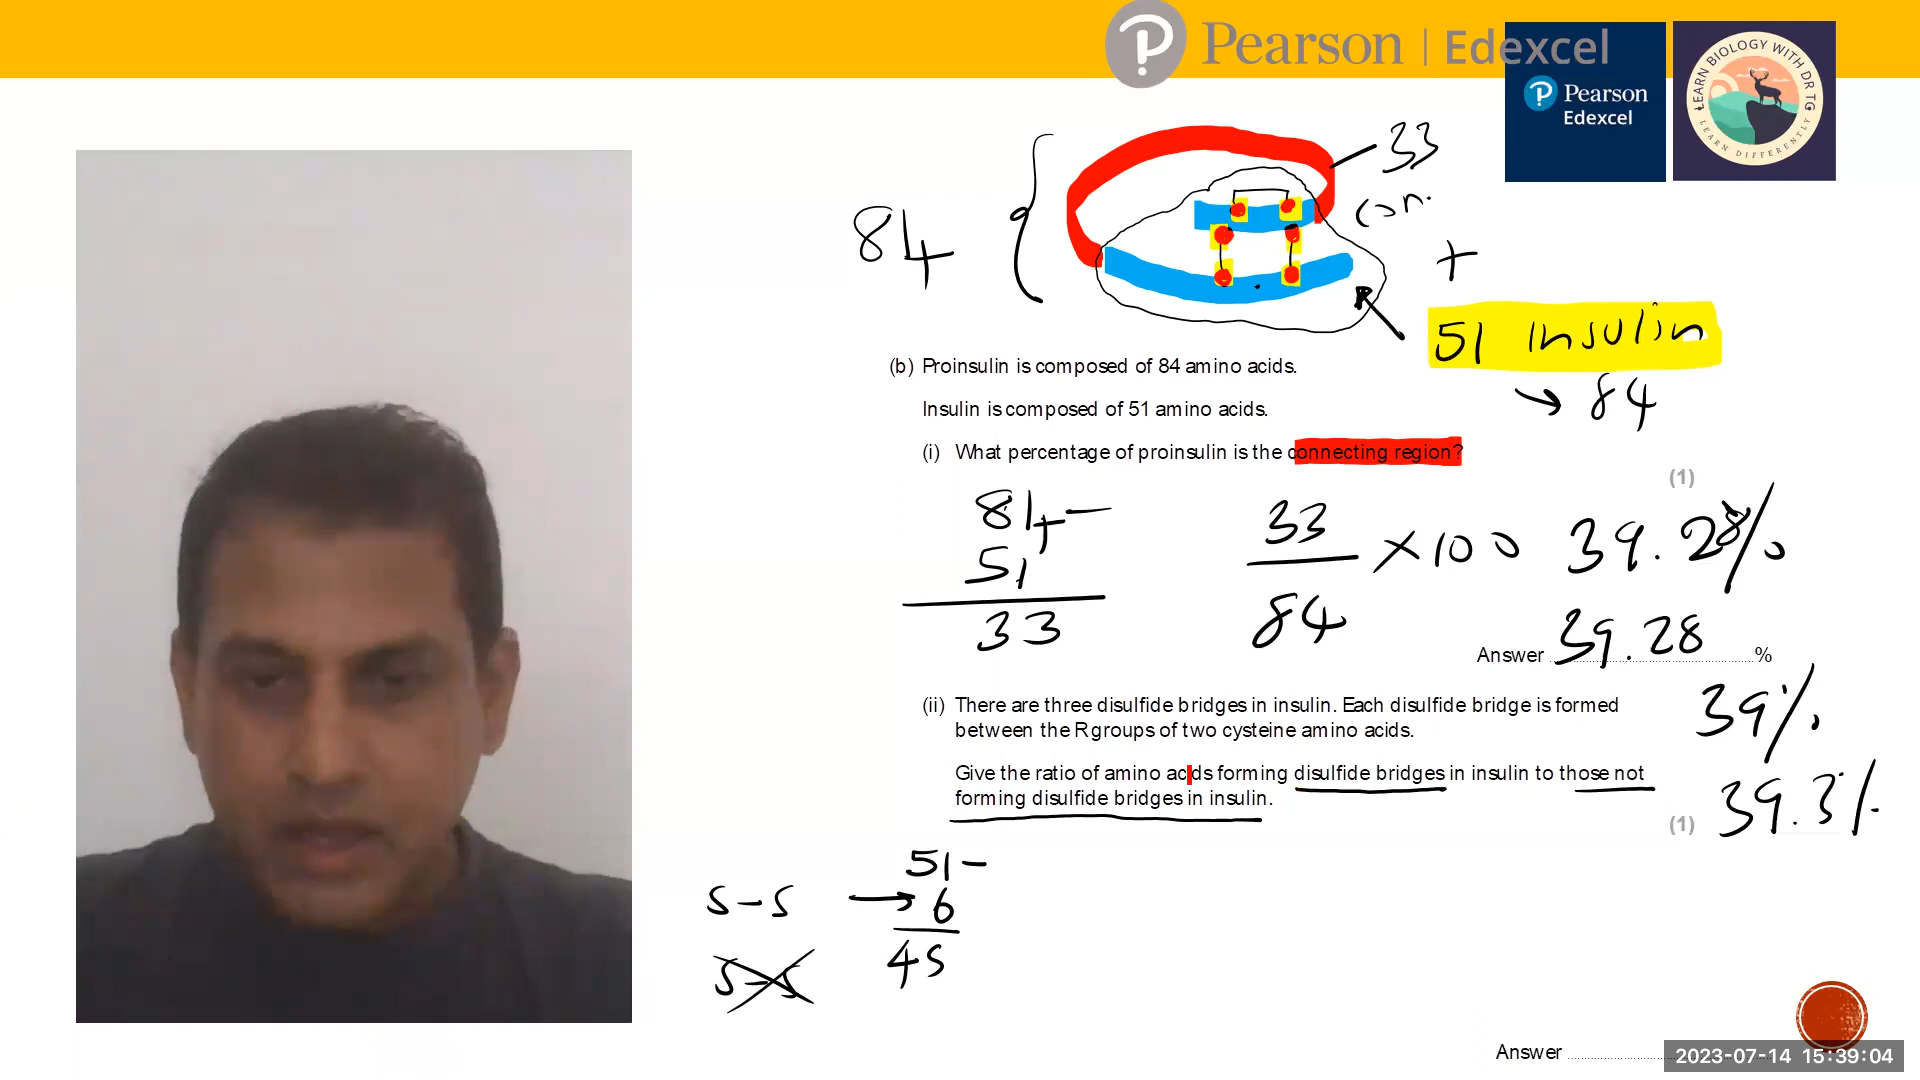 Pearson | Edexcel
Pearson
Edexcel
LEARN BIOLOGY WITH DR TG
LEARN DIFFERENTLY
84
33
con.
+
51 insulin
→ 84
(b) Proinsulin is composed of 84 amino acids.
Insulin is composed of 51 amino acids.
(i) What percentage of proinsulin is the connecting region?
(1)
84 -
51
33
33
84
× 100
39.28%
Answer 39.28 %
39%
39.3%
(ii) There are three disulfide bridges in insulin. Each disulfide bridge is formed
between the R groups of two cysteine amino acids.
Give the ratio of amino acids forming disulfide bridges in insulin to those not
forming disulfide bridges in insulin.
(1)
51 -
S-S → 6
45
S-S
Answer
2023-07-14 15:39:04